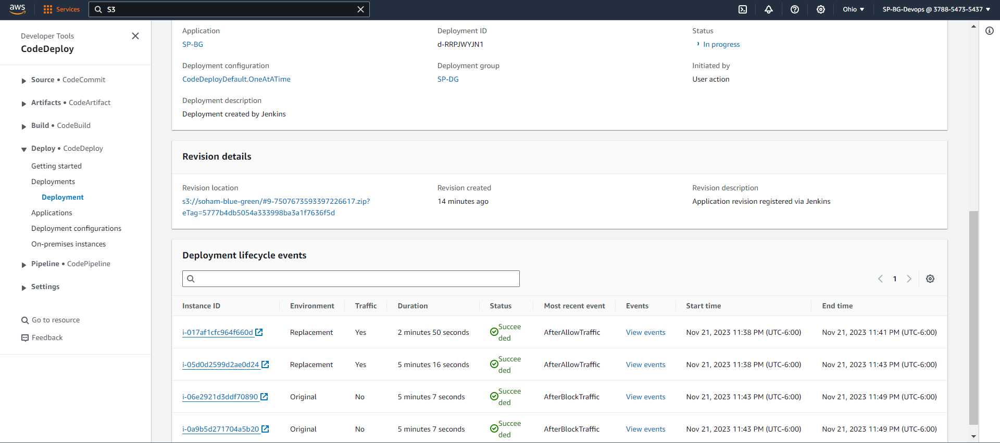 aws
Services
S3
Ohio
SP-BG-Devops @ 3788-5473-5437
Developer Tools
CodeDeploy
Source • CodeCommit
Artifacts • CodeArtifact
Build • CodeBuild
Deploy • CodeDeploy
Getting started
Deployments
Deployment
Applications
Deployment configurations
On-premises instances
Pipeline • CodePipeline
Settings
Go to resource
Feedback
Application
Deployment ID
Status
SP-BG
d-RRPJWYJN1
In progress
Deployment configuration
Deployment group
Initiated by
CodeDeployDefault.OneAtATime
SP-DG
User action
Deployment description
Deployment created by Jenkins
Revision details
Revision location
Revision created
Revision description
s3://soham-blue-green/#9-7507673593397226617.zip?
eTag=5777b4db5054a333998ba3a1f7636f5d
14 minutes ago
Application revision registered via Jenkins
Deployment lifecycle events
1
Instance ID Environment Traffic Duration Status Most recent event Events Start time End time
i-017af1cfc964f660d Replacement Yes 2 minutes 50 seconds Succee
ded AfterAllowTraffic View events Nov 21, 2023 11:38 PM (UTC-6:00) Nov 21, 2023 11:41 PM (UTC-6:00)
i-05d0d2599d2ae0d24 Replacement Yes 5 minutes 16 seconds Succee
ded AfterAllowTraffic View events Nov 21, 2023 11:38 PM (UTC-6:00) Nov 21, 2023 11:43 PM (UTC-6:00)
i-06e2921d3ddf70890 Original No 5 minutes 7 seconds Succee
ded AfterBlockTraffic View events Nov 21, 2023 11:43 PM (UTC-6:00) Nov 21, 2023 11:49 PM (UTC-6:00)
i-0a9b5d271704a5b20 Original No 5 minutes 7 seconds Succee
ded AfterBlockTraffic View events Nov 21, 2023 11:43 PM (UTC-6:00) Nov 21, 2023 11:49 PM (UTC-6:00)